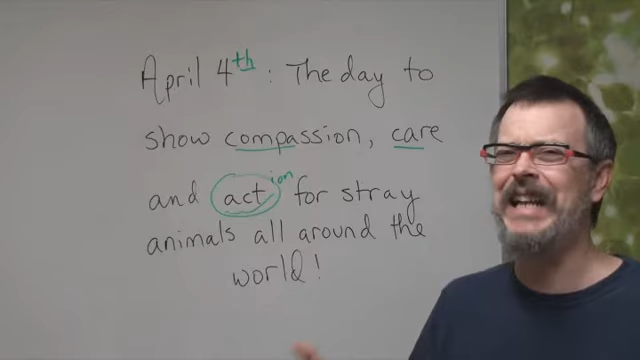 April 4th : The day to
show compassion, care
and action for stray
animals all around the
world!